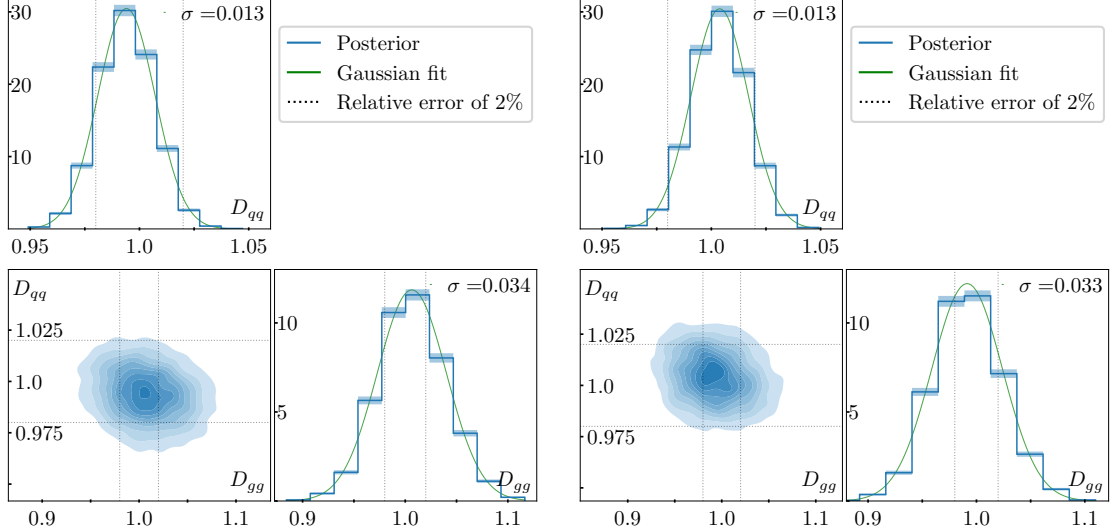 30
20
10
σ =0.013
D_qq
0.95
1.0
1.05
Posterior
Gaussian fit
Relative error of 2%
30
20
10
σ =0.013
D_qq
0.95
1.0
1.05
Posterior
Gaussian fit
Relative error of 2%
D_qq
1.025
1.0
0.975
D_gg
0.9
1.0
1.1
σ =0.034
10
5
D_gg
0.9
1.0
1.1
D_qq
1.025
1.0
0.975
D_gg
0.9
1.0
1.1
σ =0.033
10
5
D_gg
0.9
1.0
1.1